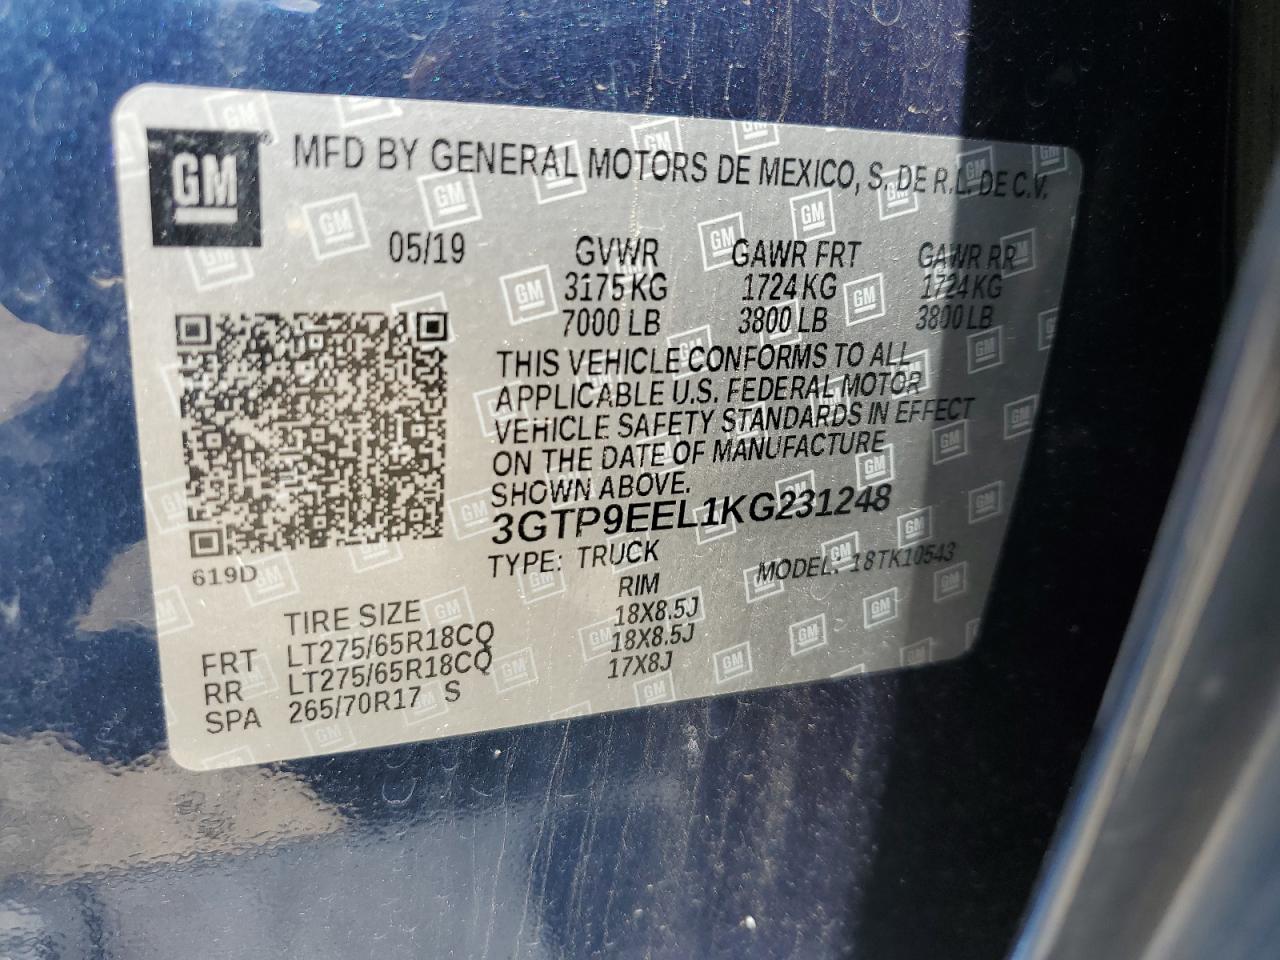 GM® MFD BY GENERAL MOTORS DE MEXICO, S. DE R.L. DE C.V.
05/19 GVWR GAWR FRT GAWR RR
3175 KG 1724 KG 1724 KG
7000 LB 3800 LB 3800 LB
THIS VEHICLE CONFORMS TO ALL
APPLICABLE U.S. FEDERAL MOTOR
VEHICLE SAFETY STANDARDS IN EFFECT
ON THE DATE OF MANUFACTURE
SHOWN ABOVE.
3GTP9EEL1KG231248
619D TYPE: TRUCK MODEL: 18TK10543
TIRE SIZE RIM
FRT LT275/65R18CQ 18X8.5J
RR LT275/65R18CQ 18X8.5J
SPA 265/70R17 S 17X8J